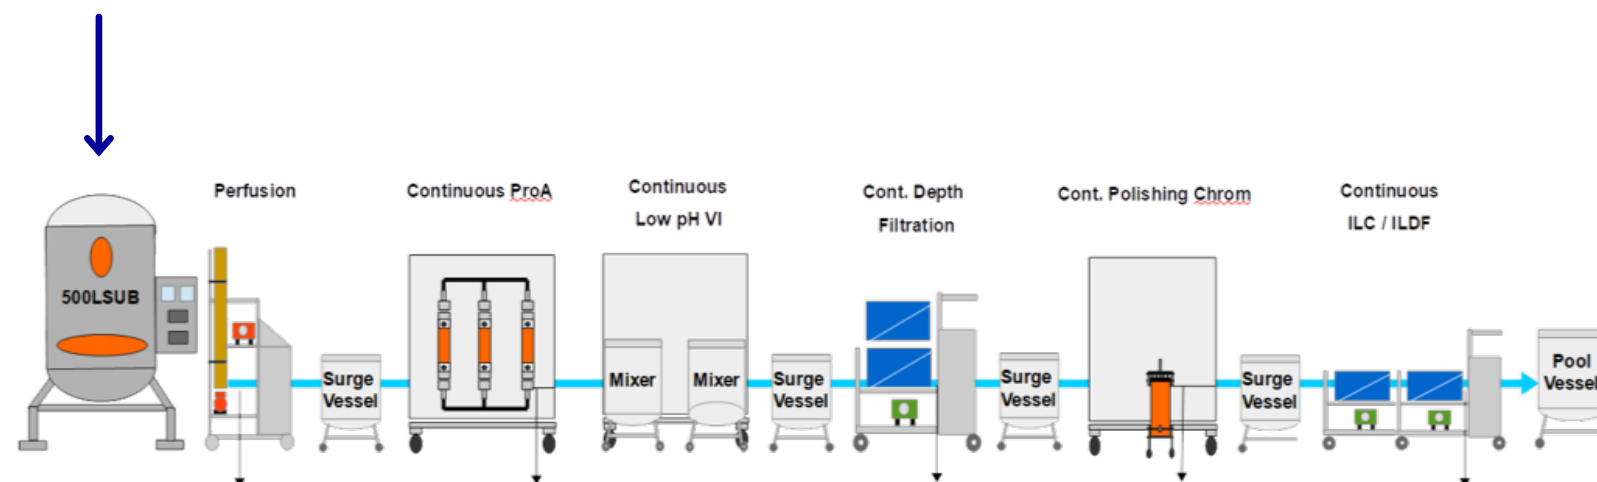 Perfusion
Continuous ProA
Continuous
Low pH VI
Cont. Depth
Filtration
Cont. Polishing Chrom
Continuous
ILC / ILDF
500LSUB
Surge
Vessel
Mixer
Mixer
Surge
Vessel
Surge
Vessel
Surge
Vessel
Pool
Vessel